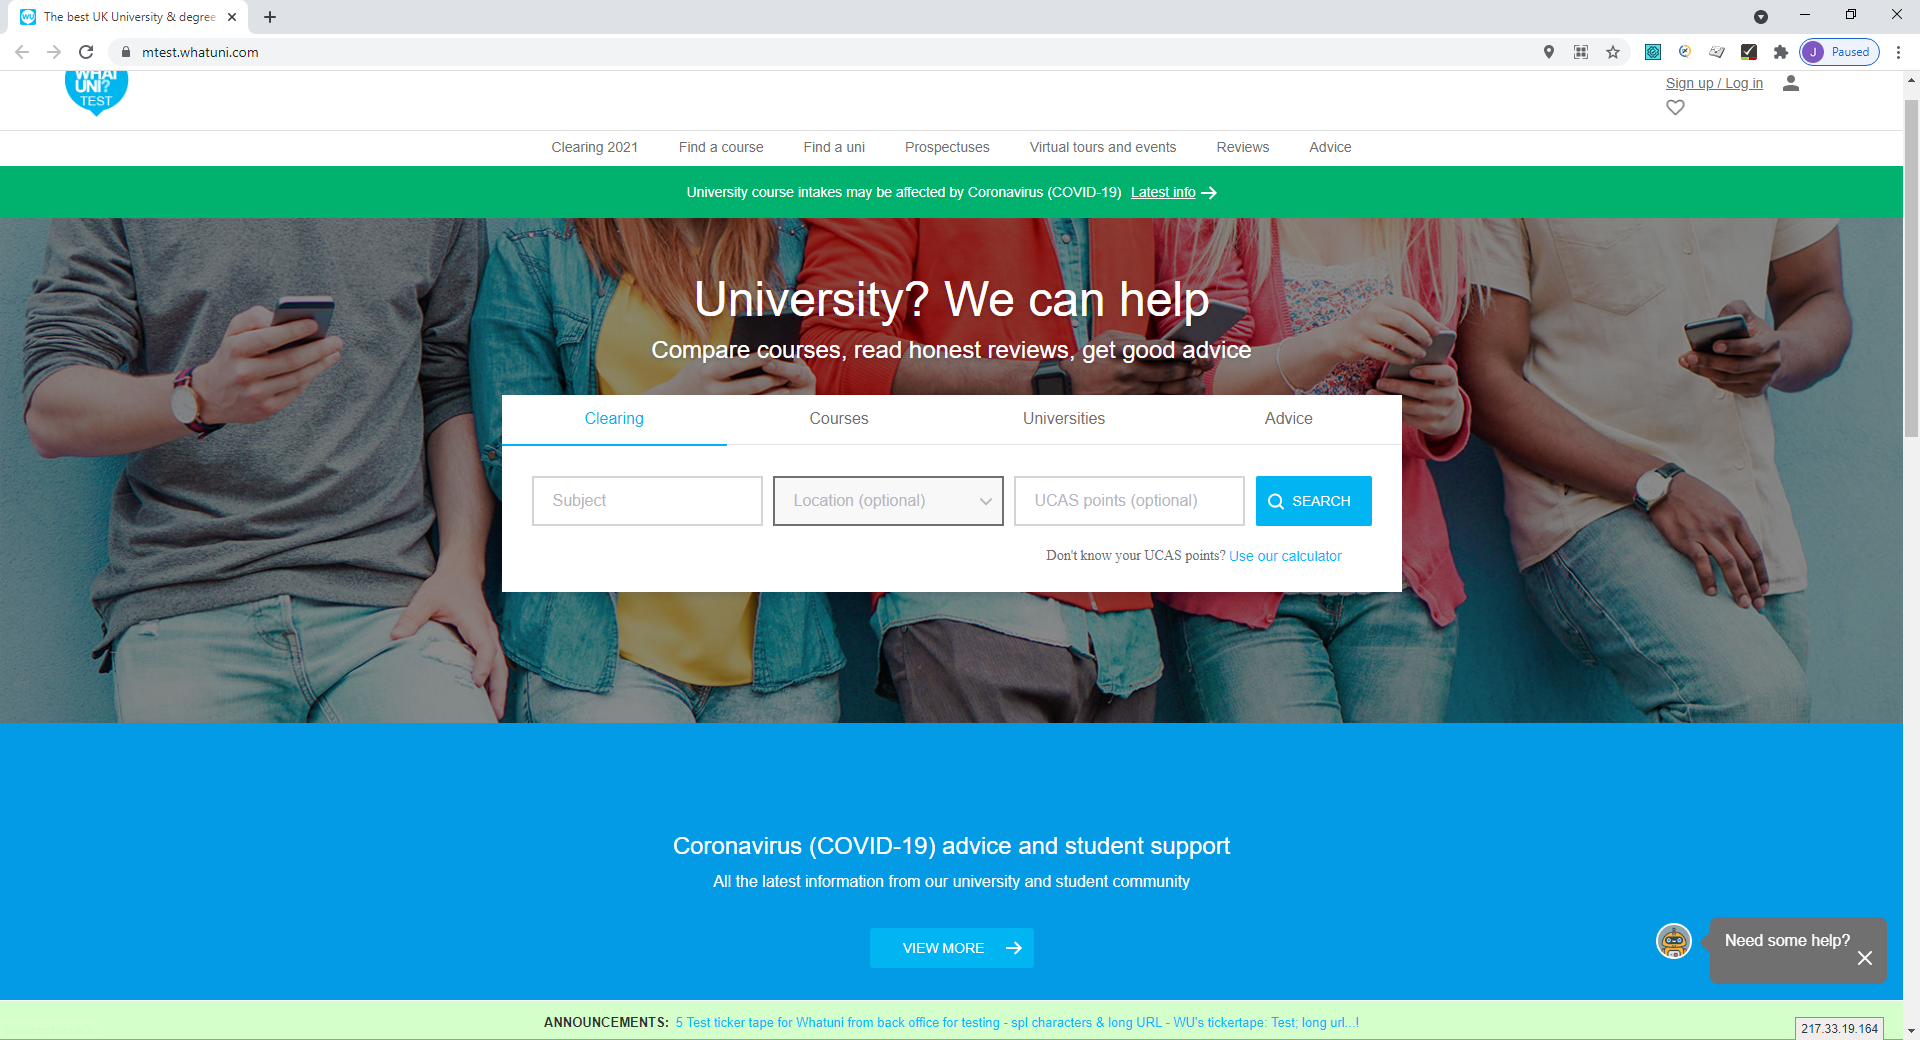 WU The best UK University & degree
mtest.whatuni.com
J Paused
WHAT
UNI?
TEST
Sign up / Log in
Clearing 2021 Find a course Find a uni Prospectuses Virtual tours and events Reviews Advice
University course intakes may be affected by Coronavirus (COVID-19) Latest info
University? We can help
Compare courses, read honest reviews, get good advice
Clearing Courses Universities Advice
Subject Location (optional) UCAS points (optional) SEARCH
Don't know your UCAS points? Use our calculator
Coronavirus (COVID-19) advice and student support
All the latest information from our university and student community
VIEW MORE
Need some help?
ANNOUNCEMENTS: 5 Test ticker tape for Whatuni from back office for testing - spl characters & long URL - WU's tickertape: Test; long url...!
217.33.19.164